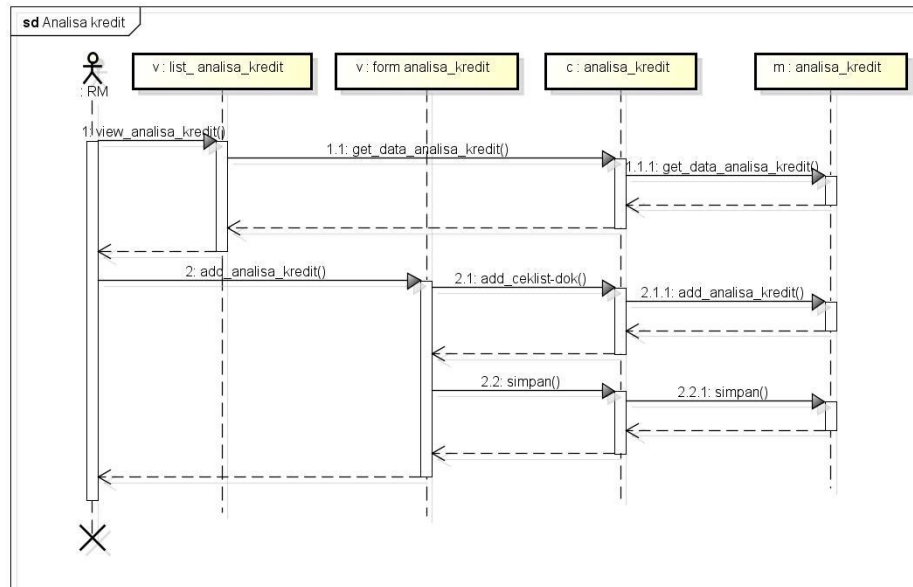 sd Analisa kredit
v : list_ analisa_kredit
v : form analisa_kredit
c : analisa_kredit
m : analisa_kredit
: RM
1: view_analisa_kredit()
1.1: get_data_analisa_kredit()
1.1.1: get_data_analisa_kredit()
2: add_analisa_kredit()
2.1: add_ceklist-dok()
2.1.1: add_analisa_kredit()
2.2: simpan()
2.2.1: simpan()